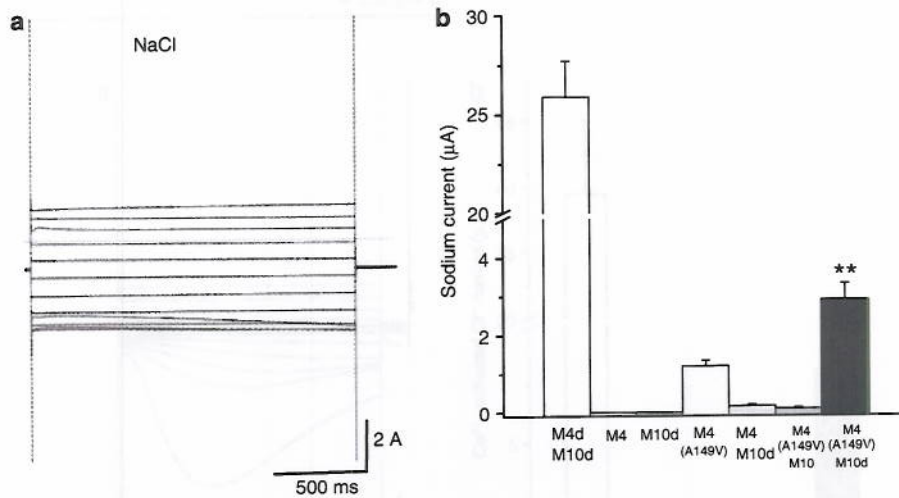 a
NaCl
2 A
500 ms
b
Sodium current (µA)
30
25
20
4
2
0
**
M4d
M10d
M4
M10d
M4
(A149V)
M4
M10d
M4
(A149V)
M10
M4
(A149V)
M10d